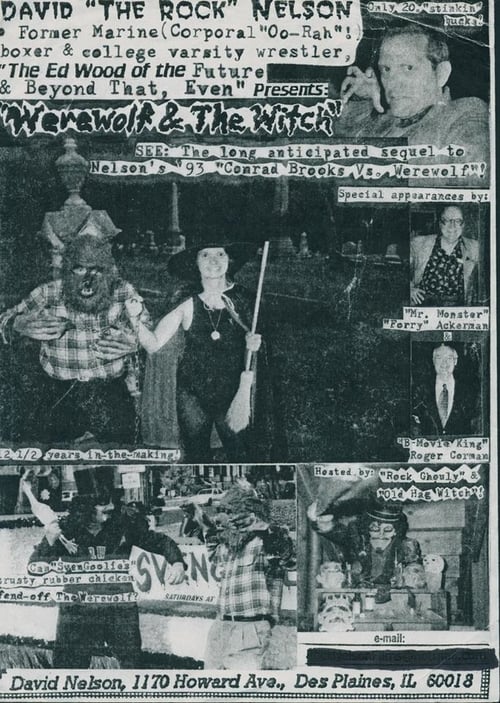 DAVID "THE ROCK" NELSON
Only 20 "stinkin'
bucks"!
Former Marine (Corporal "Oo-Rah"!)
boxer & college varsity wrestler,
"The Ed Wood of the Future
& Beyond That, Even" Presents:
"Werewolf & The Witch"
SEE: The long anticipated sequel to
Nelson's '93 "Conrad Brooks Vs. Werewolf"!
Special appearances by:
"Mr. Monster"
"Forry" Ackerman
&
"B-Movie King"
Roger Corman
12 1/2 years in-the-making!
Hosted by: "Rock Ghouly" &
"Old Hag Witch"!
Can "SvenGoolies"
trusty rubber chicken
fend-off The Werewolf?
SVENG
SATURDAYS AT
e-mail:
David Nelson, 1170 Howard Ave., Des Plaines, IL 60018